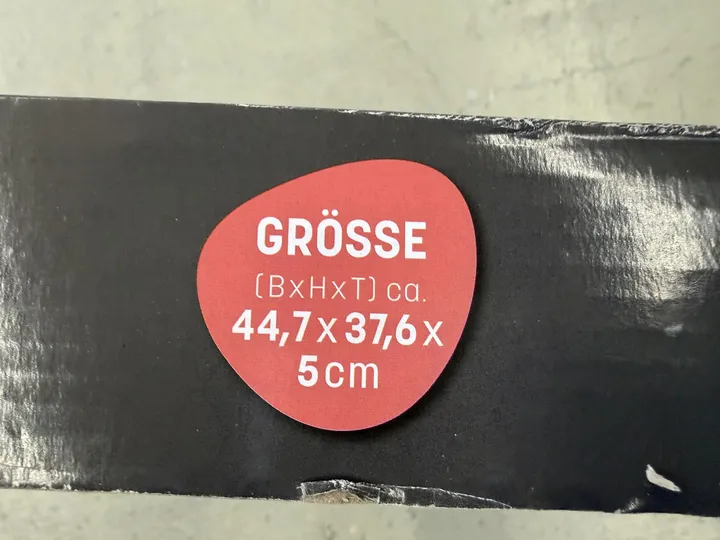 GRÖSSE
(BxHxT) ca.
44,7 x 37,6 x
5 cm